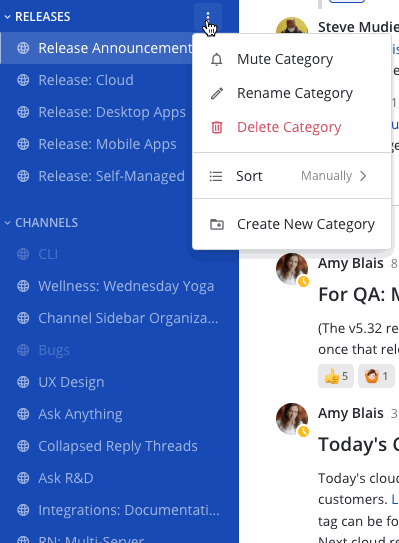 RELEASES
Release Announcement
Release: Cloud
Release: Desktop Apps
Release: Mobile Apps
Release: Self-Managed
CHANNELS
CLI
Wellness: Wednesday Yoga
Channel Sidebar Organiza...
Bugs
UX Design
Ask Anything
Collapsed Reply Threads
Ask R&D
Integrations: Documentati...
RN: Multi-Server
Mute Category
Rename Category
Delete Category
Sort Manually
Create New Category
Steve Mudie
Amy Blais 8
For QA: M
(The v5.32 re
once that rel
5 1
Amy Blais 3
Today's C
Today's cloud
customers. L
tag can be fo
Next cloud re